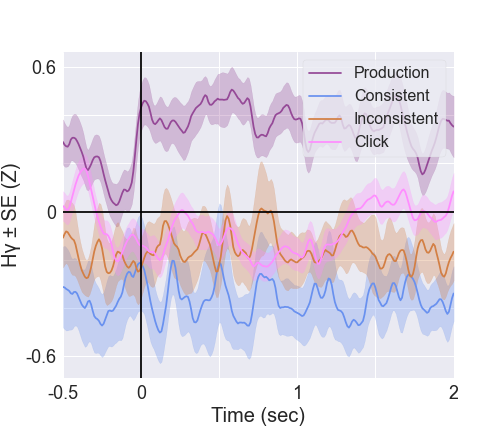 Production
Consistent
Inconsistent
Click
Hγ ± SE (Z)
0.6
0
-0.6
-0.5
0
1
2
Time (sec)